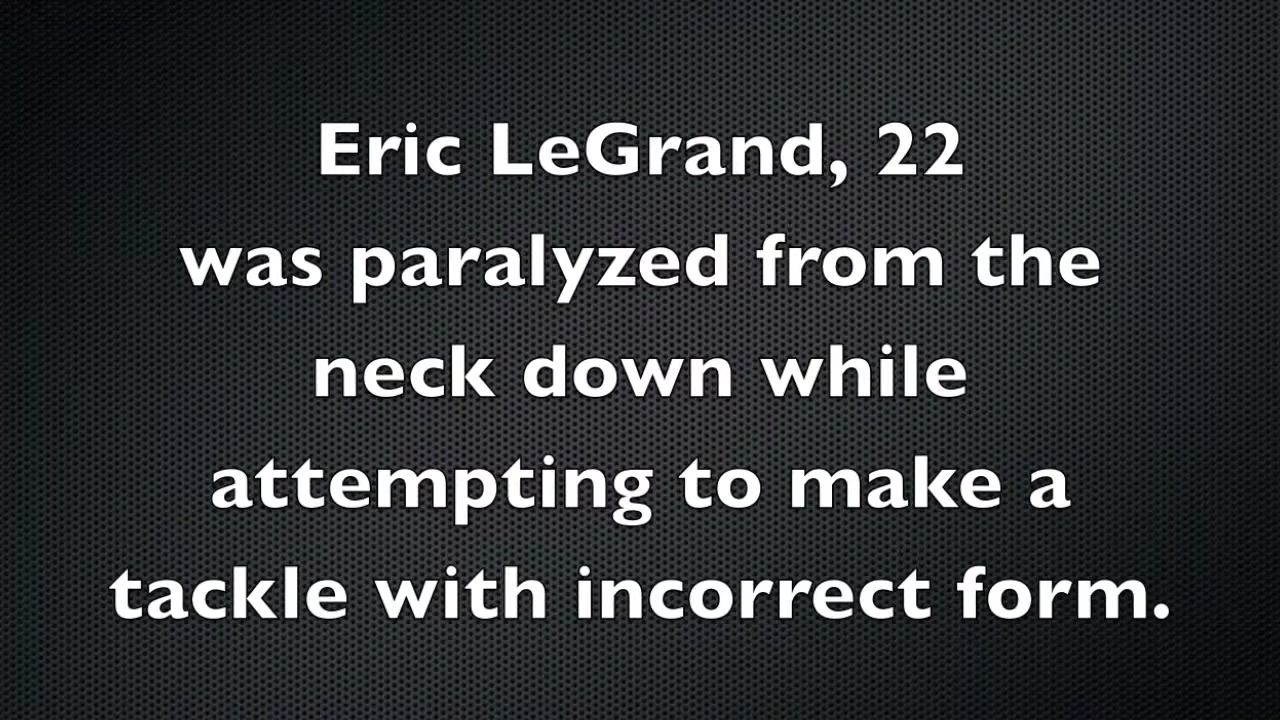 Eric LeGrand, 22
was paralyzed from the
neck down while
attempting to make a
tackle with incorrect form.